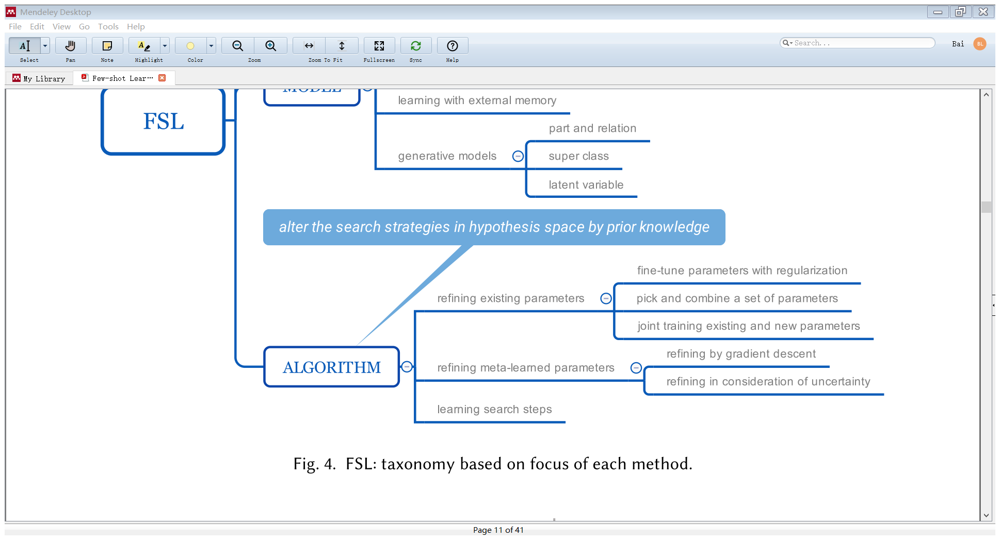 Mendeley Desktop
File Edit View Go Tools Help
Select Pan Note Highlight Color Zoom Zoom To Fit Fullscreen Sync Help
Search...
Bai
BL
My Library
Few-shot Lear…
MODEL
learning with external memory
FSL
part and relation
generative models
super class
latent variable
alter the search strategies in hypothesis space by prior knowledge
fine-tune parameters with regularization
refining existing parameters
pick and combine a set of parameters
joint training existing and new parameters
refining by gradient descent
ALGORITHM
refining meta-learned parameters
refining in consideration of uncertainty
learning search steps
Fig. 4. FSL: taxonomy based on focus of each method.
Page 11 of 41